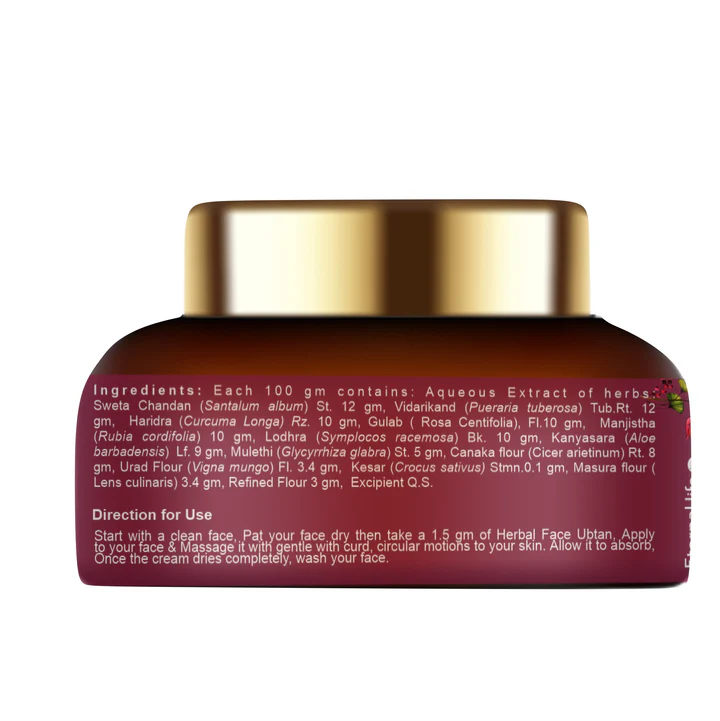 Ingredients: Each 100 gm contains: Aqueous Extract of herbs:
Sweta Chandan (Santalum album) St. 12 gm, Vidarikand (Pueraria tuberosa) Tub.Rt. 12
gm, Haridra (Curcuma Longa) Rz. 10 gm, Gulab ( Rosa Centifolia), Fl.10 gm, Manjistha
(Rubia cordifolia) 10 gm, Lodhra (Symplocos racemosa) Bk. 10 gm, Kanyasara (Aloe
barbadensis) Lf. 9 gm, Mulethi (Glycyrrhiza glabra) St. 5 gm, Canaka flour (Cicer arietinum) Rt. 8
gm, Urad Flour (Vigna mungo) Fl. 3.4 gm, Kesar (Crocus sativus) Stmn.0.1 gm, Masura flour (
Lens culinaris) 3.4 gm, Refined Flour 3 gm, Excipient Q.S.
Direction for Use
Start with a clean face, Pat your face dry then take a 1.5 gm of Herbal Face Ubtan, Apply
to your face & Massage it with gentle with curd, circular motions to your skin. Allow it to absorb,
Once the cream dries completely, wash your face.